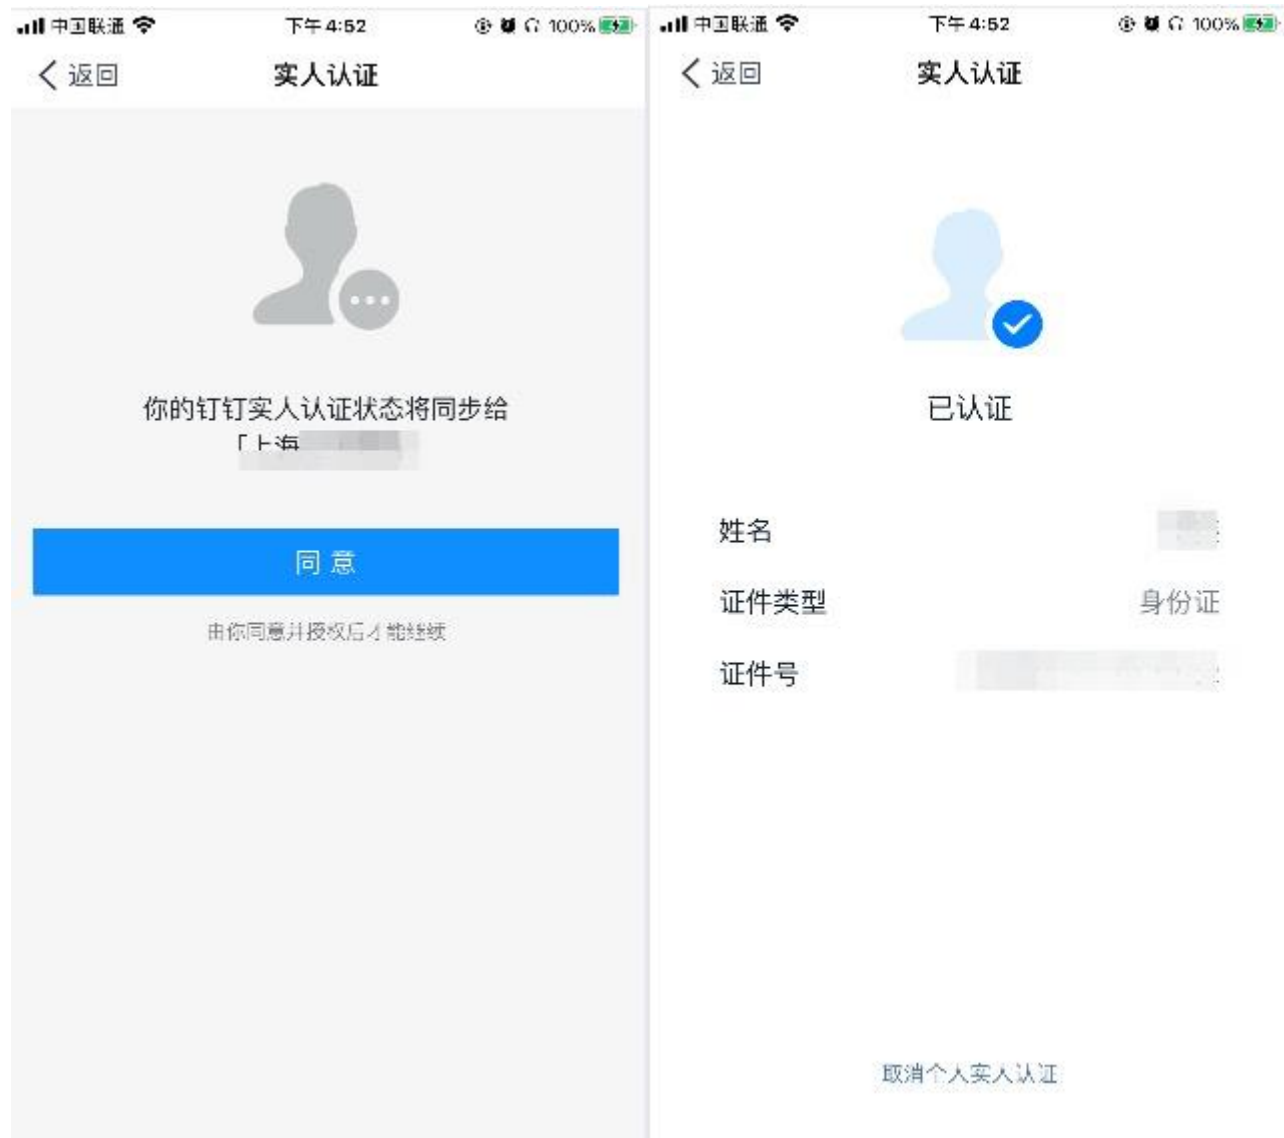 中国联通
下午4:52
100%
返回
实人认证
你的钉钉实人认证状态将同步给
「上海
同意
由你同意并授权后才能继续
中国联通
下午4:52
100%
返回
实人认证
已认证
姓名
证件类型
身份证
证件号
取消个人实人认证